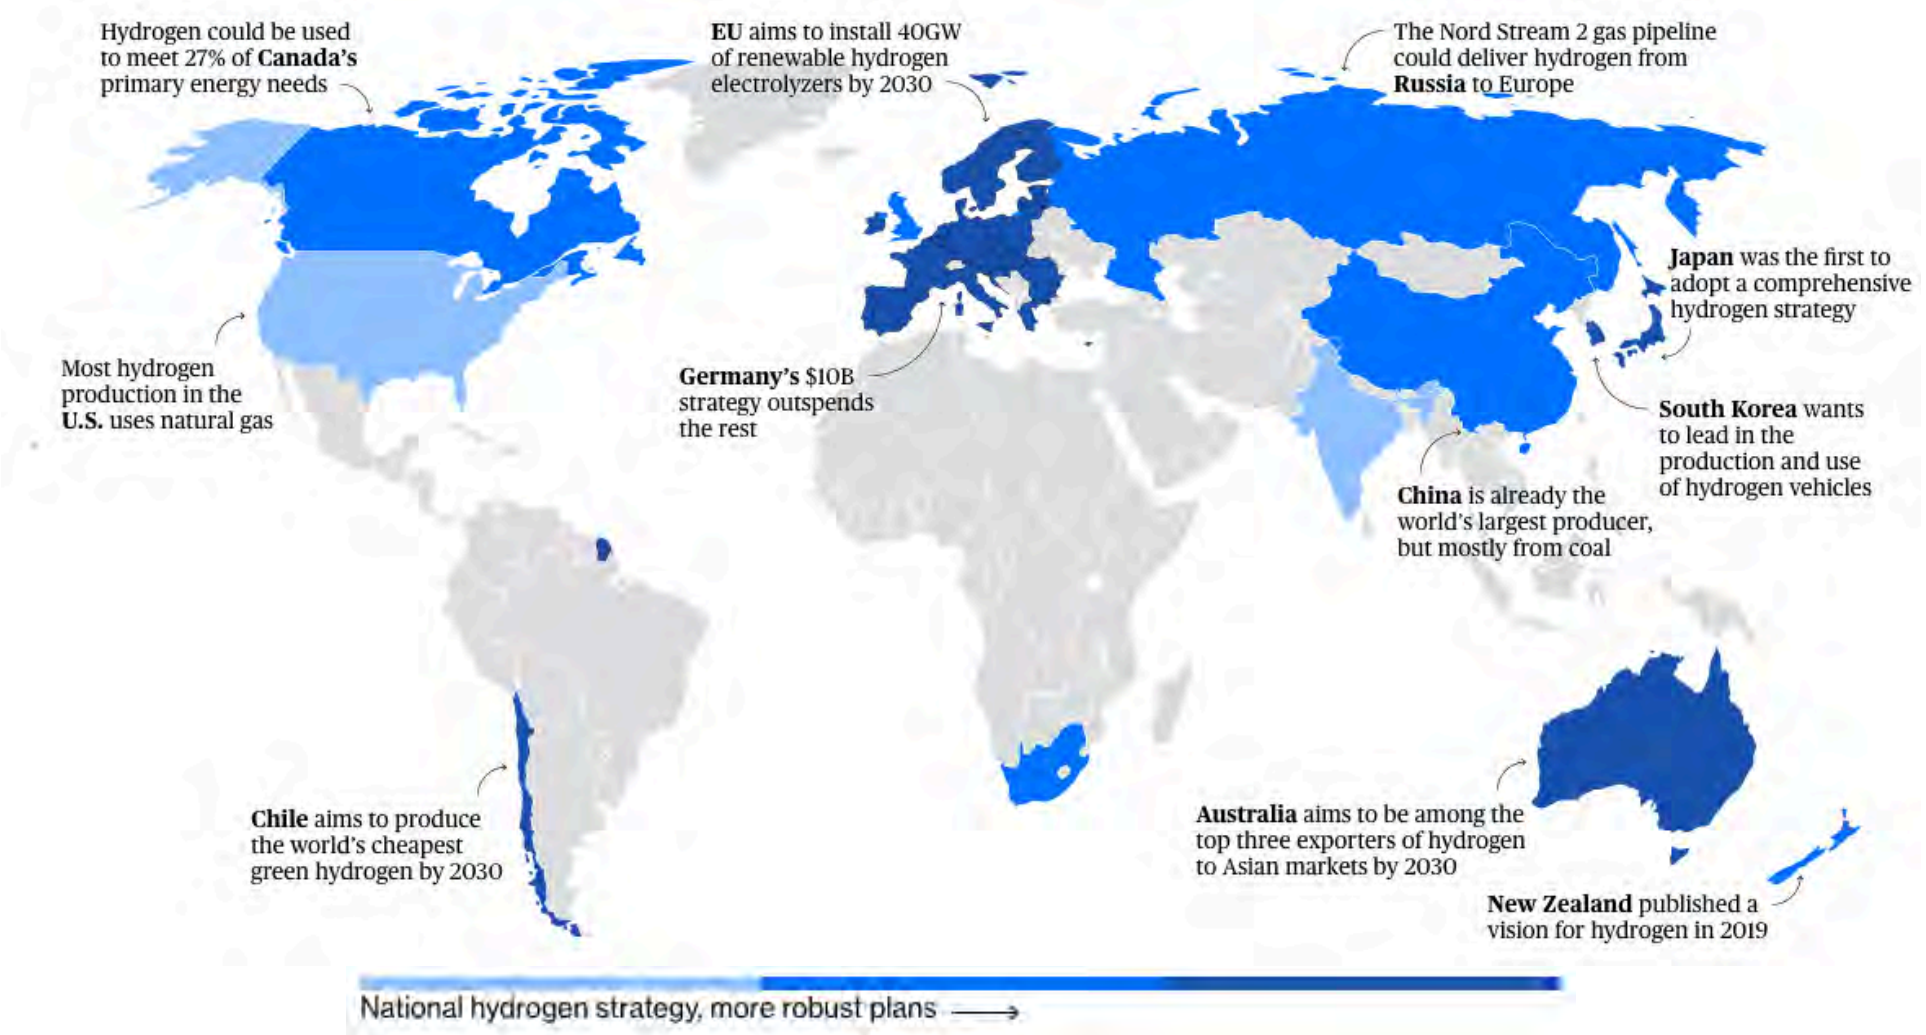 Hydrogen could be used
to meet 27% of Canada's
primary energy needs
EU aims to install 40GW
of renewable hydrogen
electrolyzers by 2030
The Nord Stream 2 gas pipeline
could deliver hydrogen from
Russia to Europe
Japan was the first to
adopt a comprehensive
hydrogen strategy
Most hydrogen
production in the
U.S. uses natural gas
Germany's $10B
strategy outspends
the rest
South Korea wants
to lead in the
production and use
of hydrogen vehicles
China is already the
world's largest producer,
but mostly from coal
Chile aims to produce
the world's cheapest
green hydrogen by 2030
Australia aims to be among the
top three exporters of hydrogen
to Asian markets by 2030
New Zealand published a
vision for hydrogen in 2019
National hydrogen strategy, more robust plans